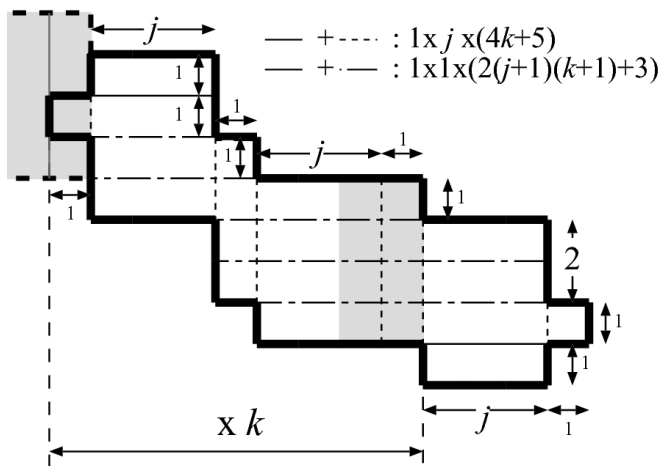 j
—— + ---- : 1x j x(4k+5)
—— + —·— : 1x1x(2(j+1)(k+1)+3)
1
1
1
1
j
1
1
1
2
1
1
x k
j
1